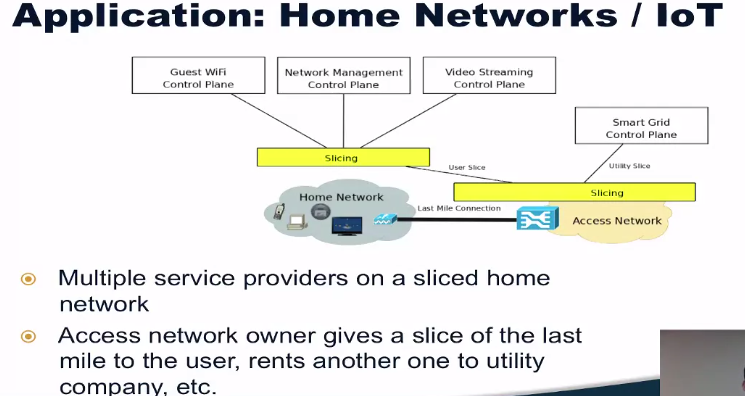 Application: Home Networks / IoT
Guest WiFi
Control Plane
Network Management
Control Plane
Video Streaming
Control Plane
Smart Grid
Control Plane
Slicing
User Slice
Utility Slice
Slicing
Home Network
Last Mile Connection
Access Network
Multiple service providers on a sliced home
network
Access network owner gives a slice of the last
mile to the user, rents another one to utility
company, etc.